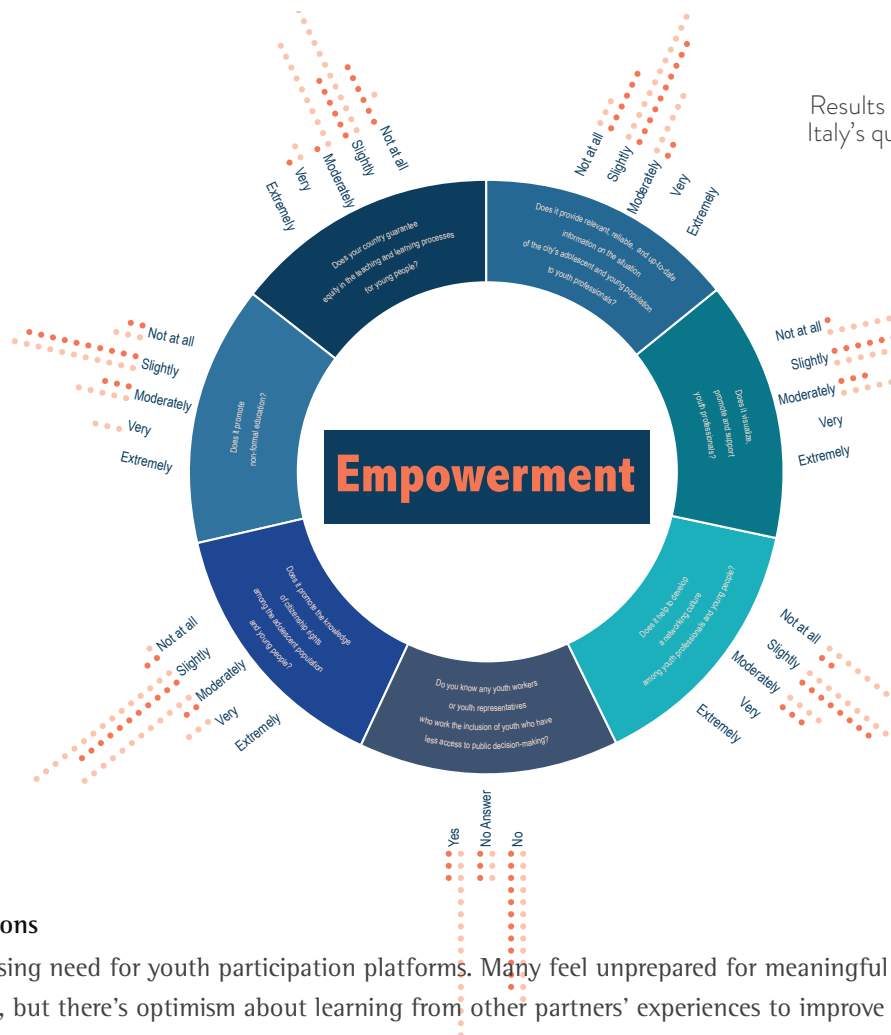 Results
Italy's qu
Not at all
Slightly
Moderately
Very
Extremely
Does your country guarantee
equity in the teaching and learning processes
for young people?
Not at all
Slightly
Moderately
Very
Extremely
Does it provide relevant, reliable, and up-to-date
information on the situation
of the city's adolescent and young population
to youth professionals?
Not at all
Slightly
Moderately
Very
Extremely
Does it promote
non-formal education?
Not at all
Slightly
Moderately
Very
Extremely
Does it visualize,
promote and support
youth professionals?
Empowerment
Not at all
Slightly
Moderately
Very
Extremely
Does it promote the knowledge
of citizenship rights
among the adolescent population
and young people?
Not at all
Slightly
Moderately
Very
Extremely
Does it help to develop
a networking culture
among youth professionals and young people?
Do you know any youth workers
or youth representatives
who work the inclusion of youth who have
less access to public decision-making?
Yes
No Answer
No
ons
sing need for youth participation platforms. Many feel unprepared for meaningful
, but there's optimism about learning from other partners' experiences to improve